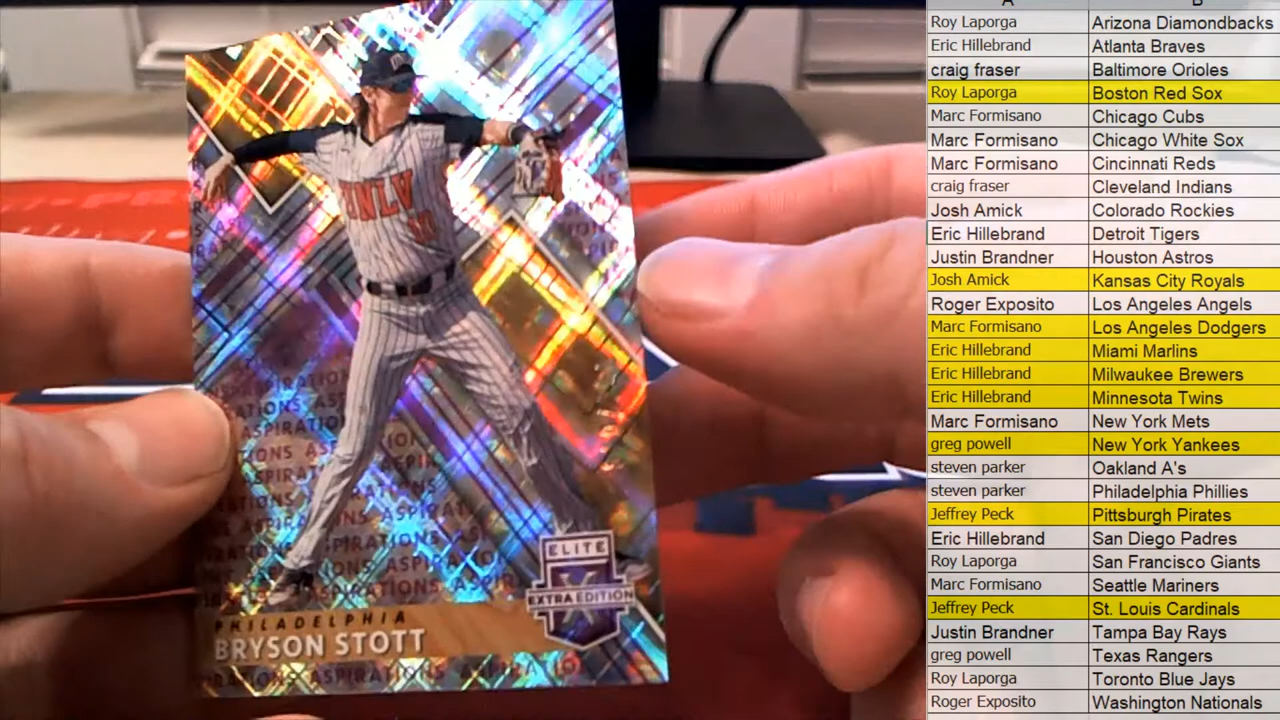 A B
Roy Laporga Arizona Diamondbacks
Eric Hillebrand Atlanta Braves
craig fraser Baltimore Orioles
Roy Laporga Boston Red Sox
Marc Formisano Chicago Cubs
Marc Formisano Chicago White Sox
Marc Formisano Cincinnati Reds
craig fraser Cleveland Indians
Josh Amick Colorado Rockies
Eric Hillebrand Detroit Tigers
Justin Brandner Houston Astros
Josh Amick Kansas City Royals
Roger Exposito Los Angeles Angels
Marc Formisano Los Angeles Dodgers
Eric Hillebrand Miami Marlins
Eric Hillebrand Milwaukee Brewers
Eric Hillebrand Minnesota Twins
Marc Formisano New York Mets
greg powell New York Yankees
steven parker Oakland A's
steven parker Philadelphia Phillies
Jeffrey Peck Pittsburgh Pirates
Eric Hillebrand San Diego Padres
Roy Laporga San Francisco Giants
Marc Formisano Seattle Mariners
Jeffrey Peck St. Louis Cardinals
Justin Brandner Tampa Bay Rays
greg powell Texas Rangers
Roy Laporga Toronto Blue Jays
Roger Exposito Washington Nationals
UNLV
ASPIRATIONS
ELITE
X
EXTRA EDITION
PHILADELPHIA
BRYSON STOTT